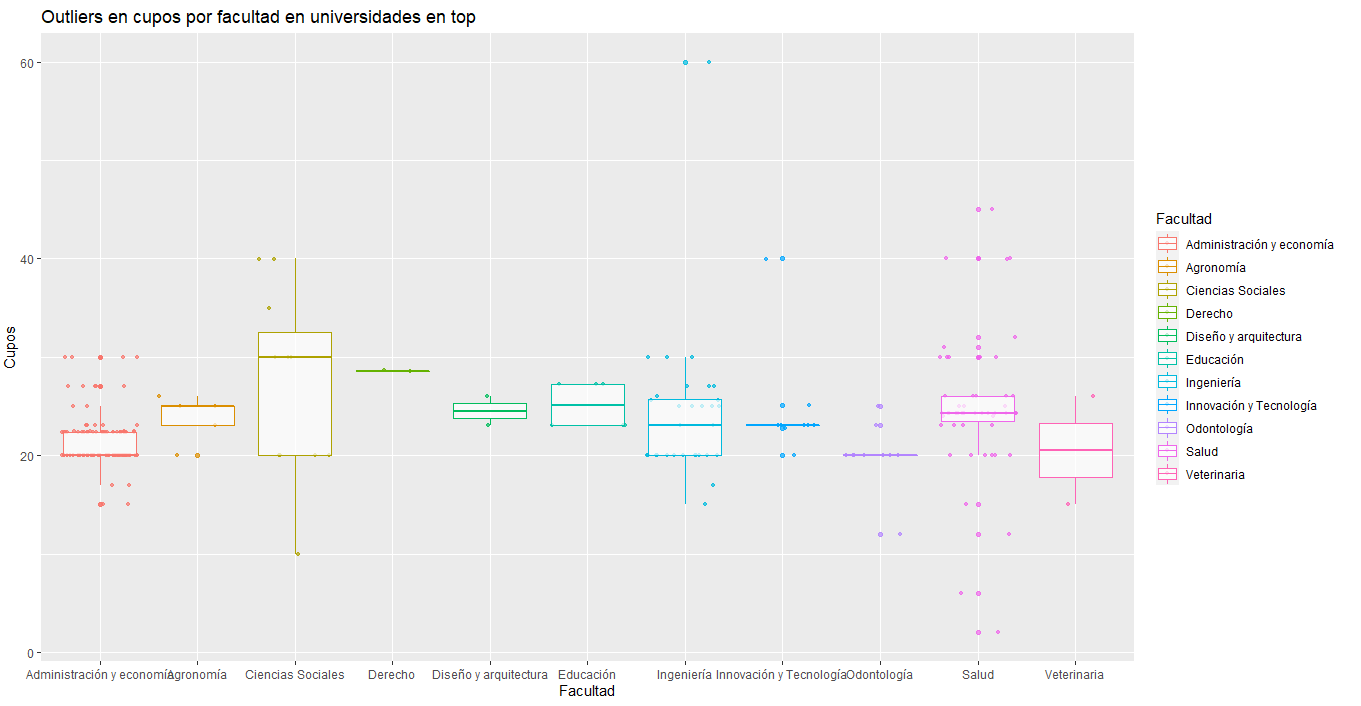 Outliers en cupos por facultad en universidades en top
60
40
20
0
Cupos
Administración y economía
Agronomía
Ciencias Sociales
Derecho
Diseño y arquitectura
Educación
Ingeniería
Innovación y Tecnología
Odontología
Salud
Veterinaria
Facultad
Facultad
Administración y economía
Agronomía
Ciencias Sociales
Derecho
Diseño y arquitectura
Educación
Ingeniería
Innovación y Tecnología
Odontología
Salud
Veterinaria